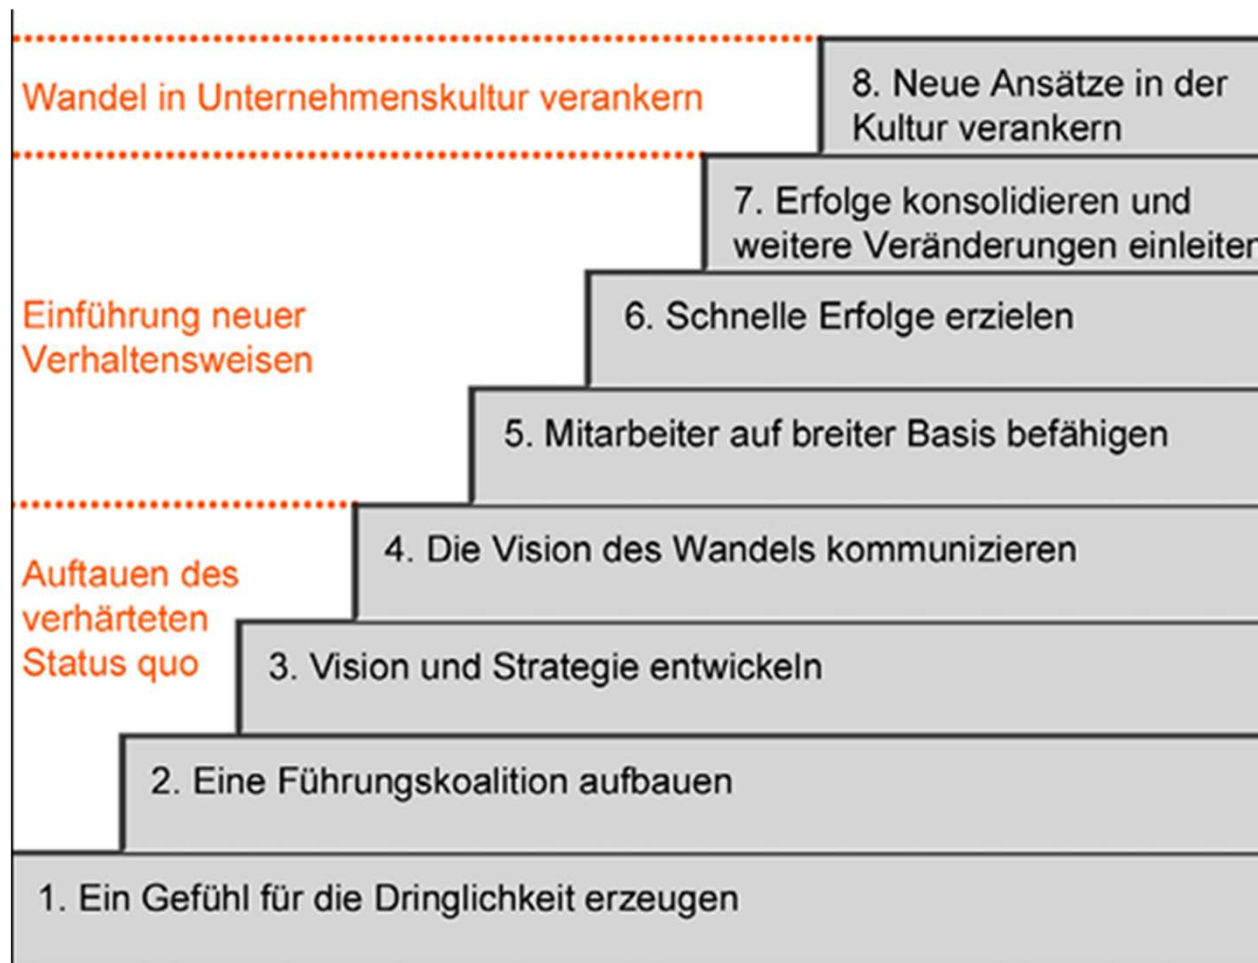 Wandel in Unternehmenskultur verankern
8. Neue Ansätze in der
Kultur verankern
7. Erfolge konsolidieren und
weitere Veränderungen einleiten
Einführung neuer
Verhaltensweisen
6. Schnelle Erfolge erzielen
5. Mitarbeiter auf breiter Basis befähigen
4. Die Vision des Wandels kommunizieren
Auftauen des
verhärteten
Status quo
3. Vision und Strategie entwickeln
2. Eine Führungskoalition aufbauen
1. Ein Gefühl für die Dringlichkeit erzeugen